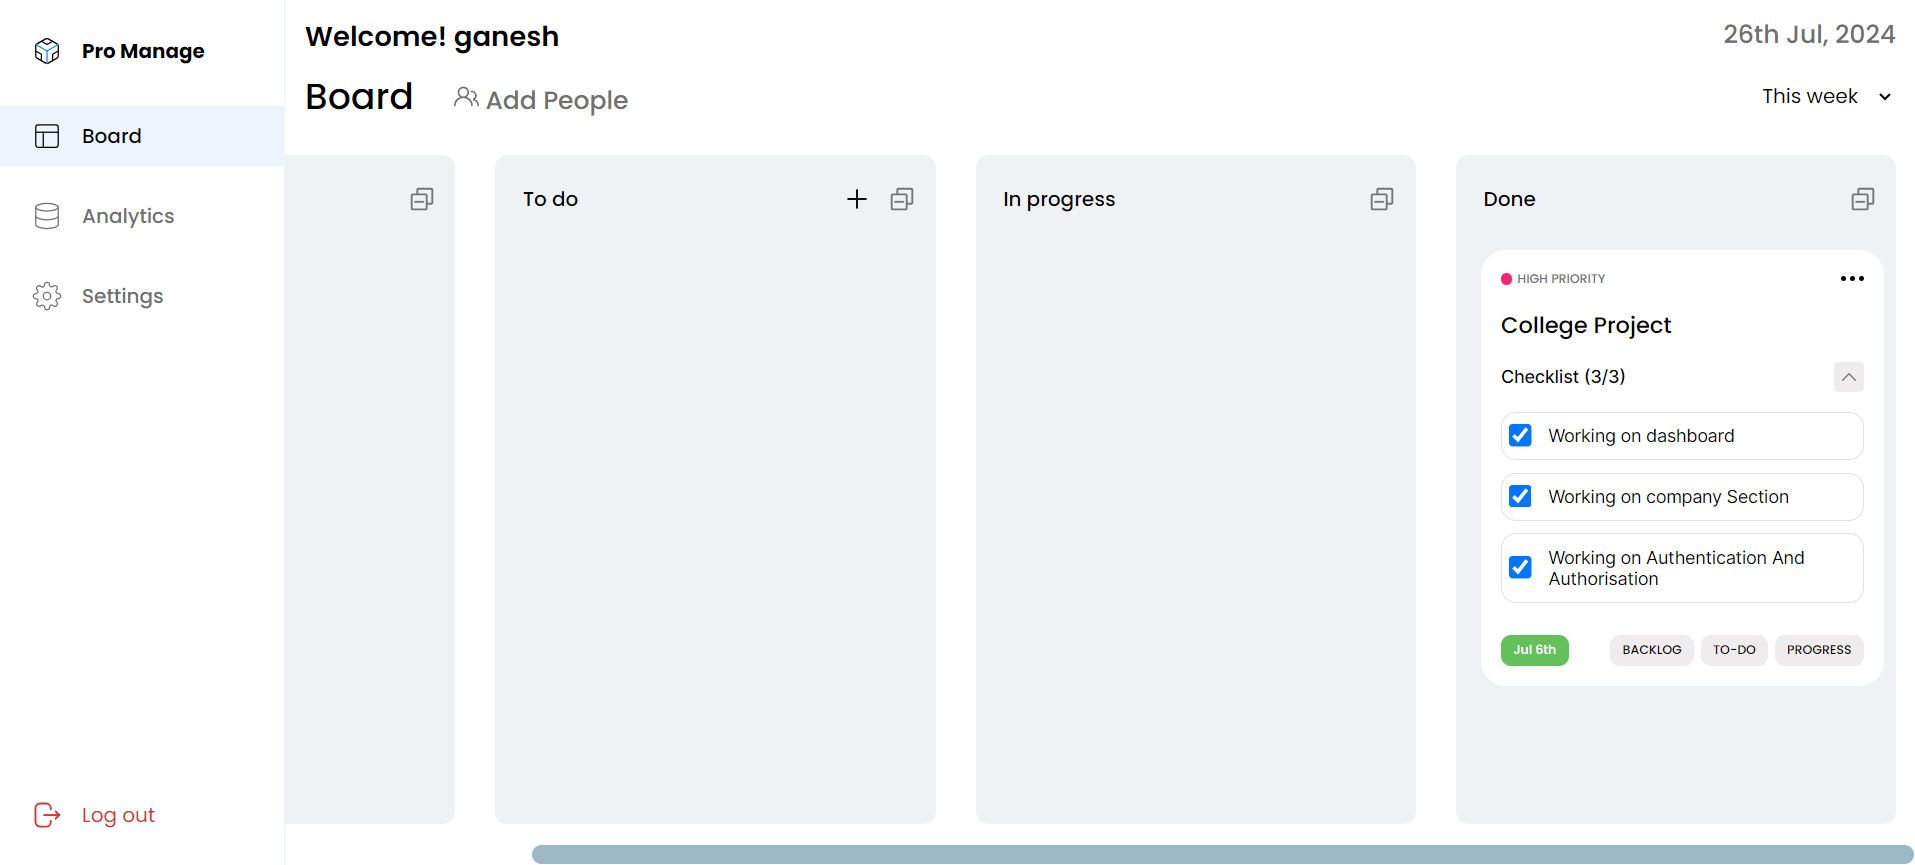 Pro Manage
Board
Analytics
Settings
Log out
Welcome! ganesh
26th Jul, 2024
Board
Add People
This week
To do
In progress
Done
HIGH PRIORITY
College Project
Checklist (3/3)
Working on dashboard
Working on company Section
Working on Authentication And
Authorisation
Jul 6th
BACKLOG
TO-DO
PROGRESS